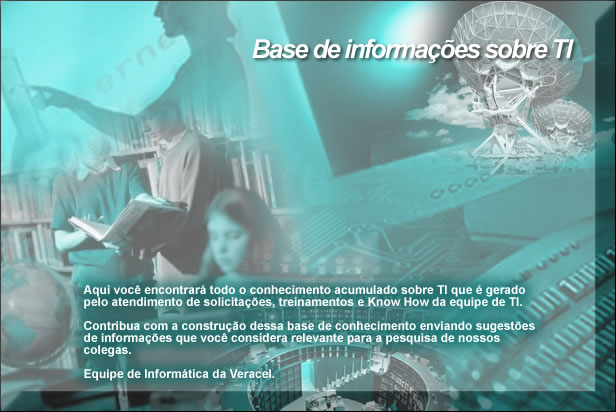 Base de informações sobre TI
Aqui você encontrará todo o conhecimento acumulado sobre TI que é gerado
pelo atendimento de solicitações, treinamentos e Know How da equipe de TI.
Contribua com a construção dessa base de conhecimento enviando sugestões
de informações que você considera relevante para a pesquisa de nossos
colegas.
Equipe de Informática da Veracel.